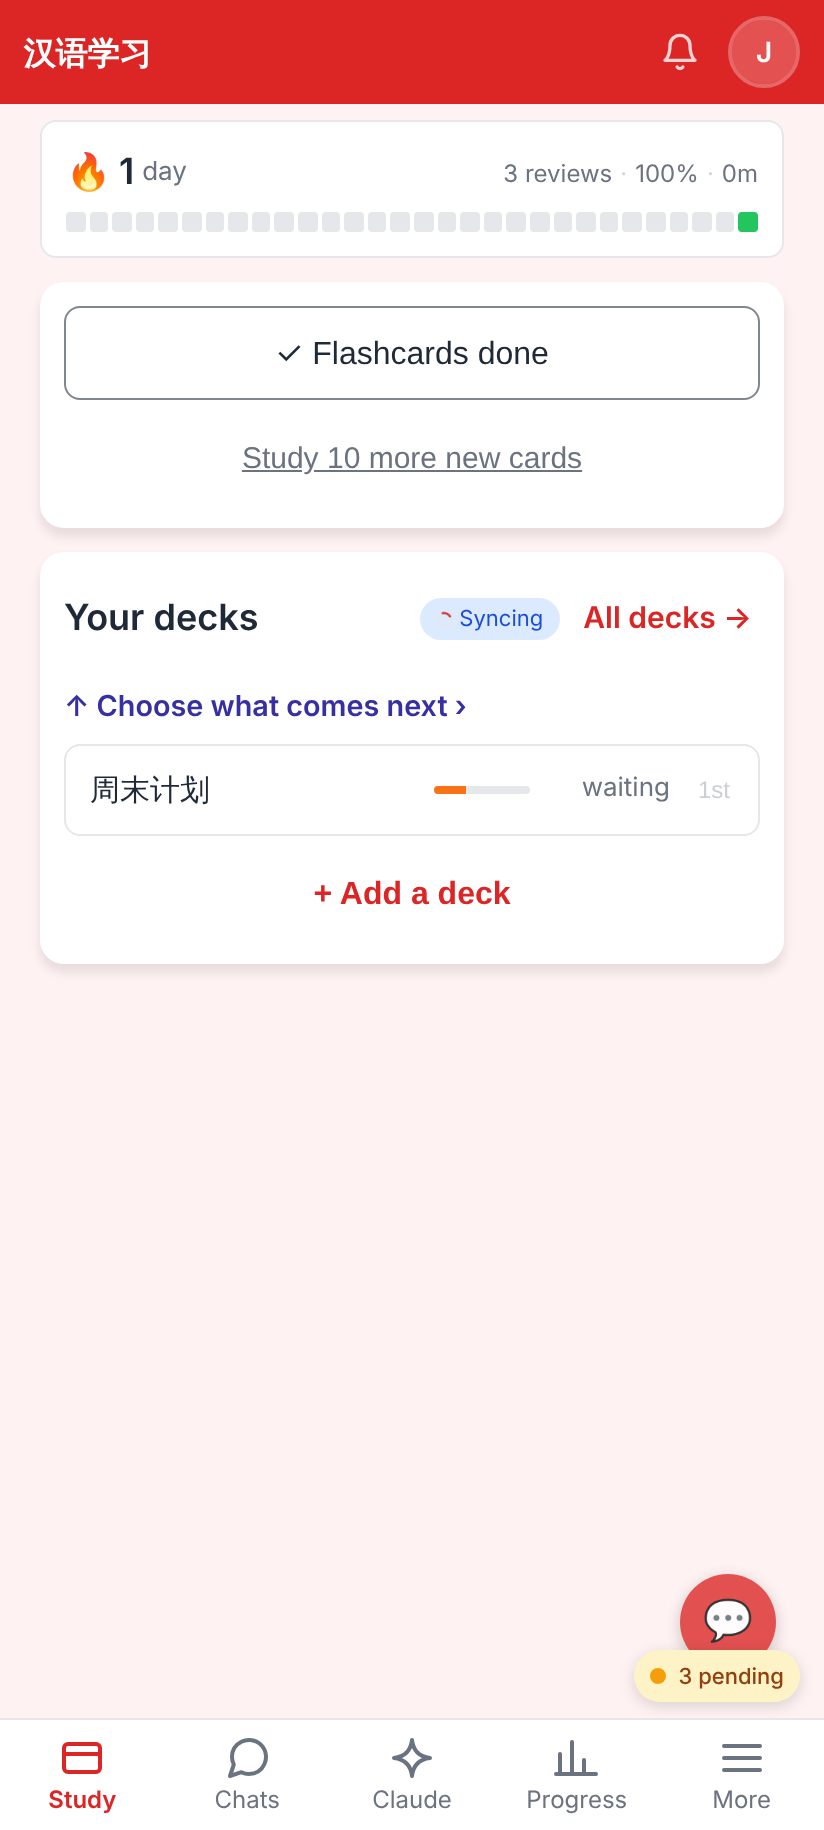 汉语学习
J
🔥 1 day
3 reviews · 100% · 0m
✓ Flashcards done
Study 10 more new cards
Your decks
Syncing
All decks →
↑ Choose what comes next ›
周末计划
waiting
1st
+ Add a deck
3 pending
Study
Chats
Claude
Progress
More